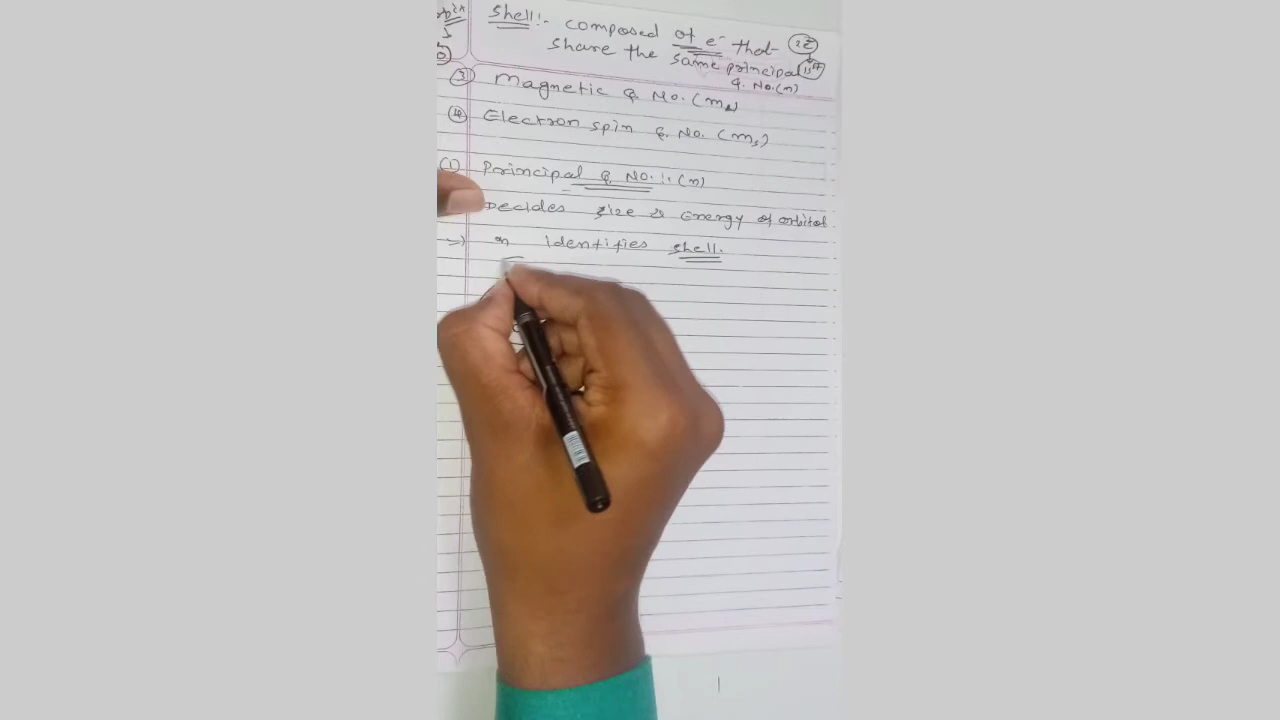 Shell:- composed of e⁻ that
share the same principal
Q. No.(n)
③ Magnetic Q No. (m
④ Electron spin Q. No. (ms)
(1) Principal Q No. :- (n)
Decides size & Energy of orbital.
=> n Identifies shell.